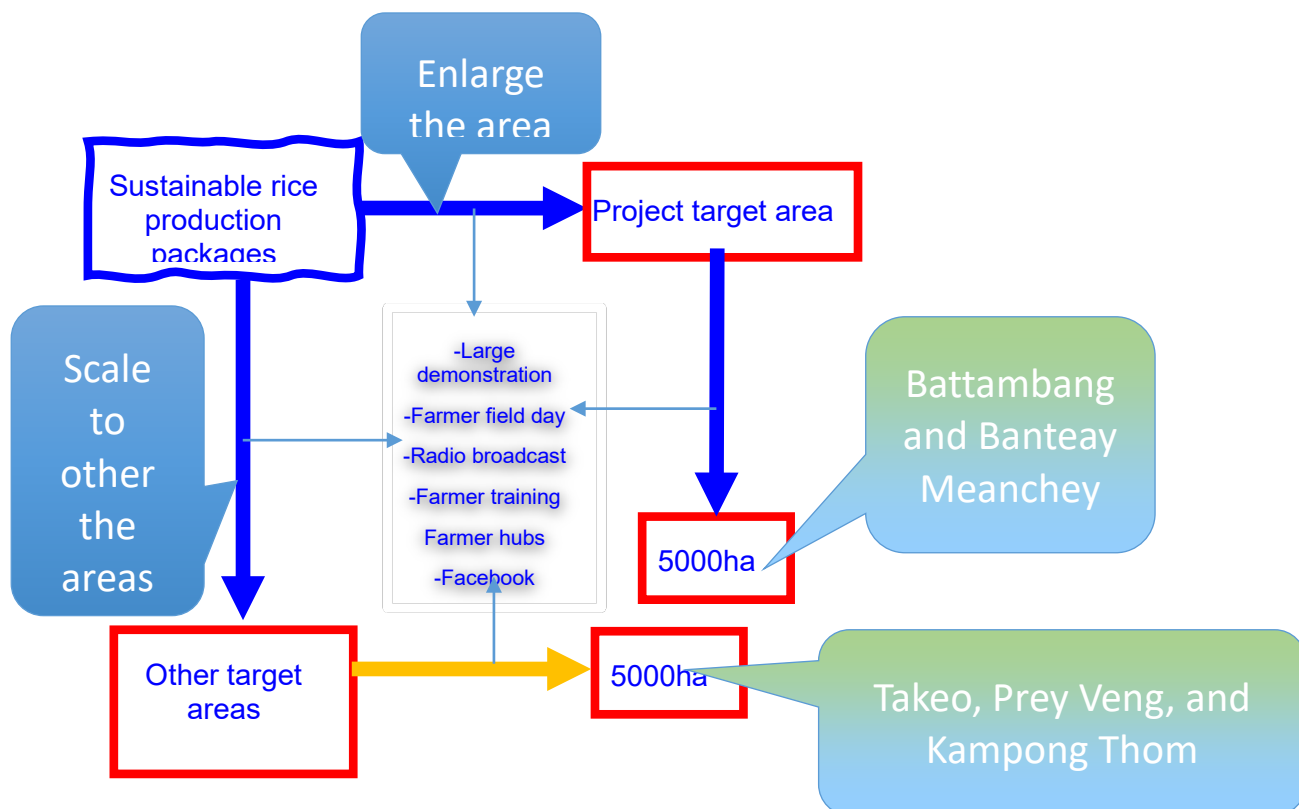 Enlarge
the area
Sustainable rice
production
packages
Project target area
Scale
to
other
the
areas
-Large
demonstration
-Farmer field day
-Radio broadcast
-Farmer training
Farmer hubs
-Facebook
Battambang
and Banteay
Meanchey
5000ha
Other target
areas
5000ha
Takeo, Prey Veng, and
Kampong Thom